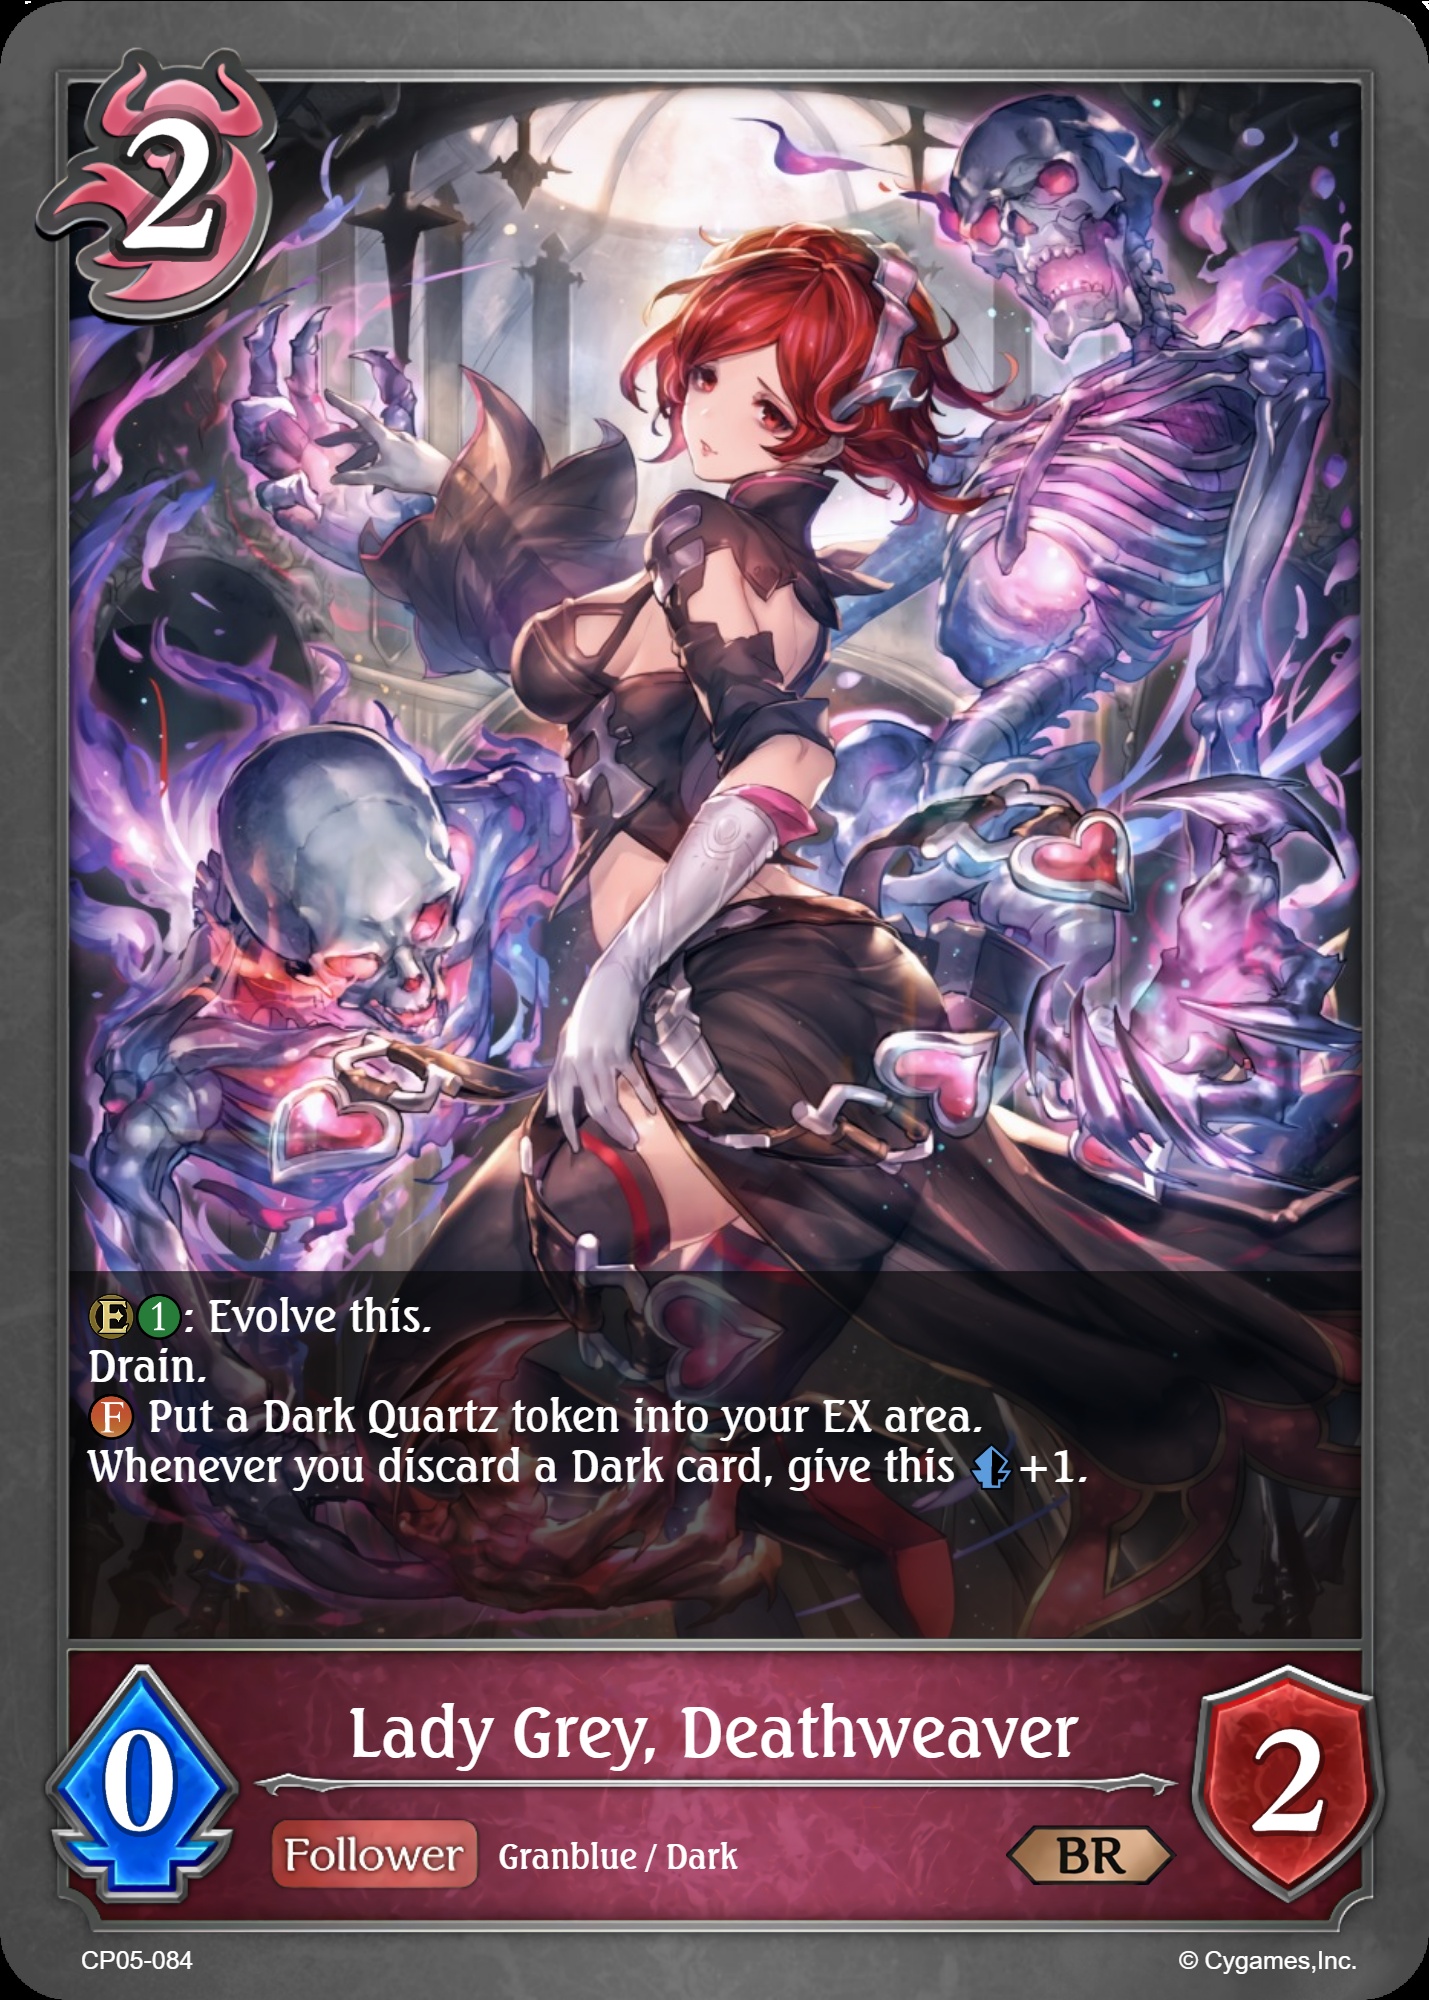 2
E 1 : Evolve this.
Drain.
F Put a Dark Quartz token into your EX area.
Whenever you discard a Dark card, give this +1.
Lady Grey, Deathweaver
0
2
Follower Granblue / Dark BR
CP05-084 © Cygames,Inc.